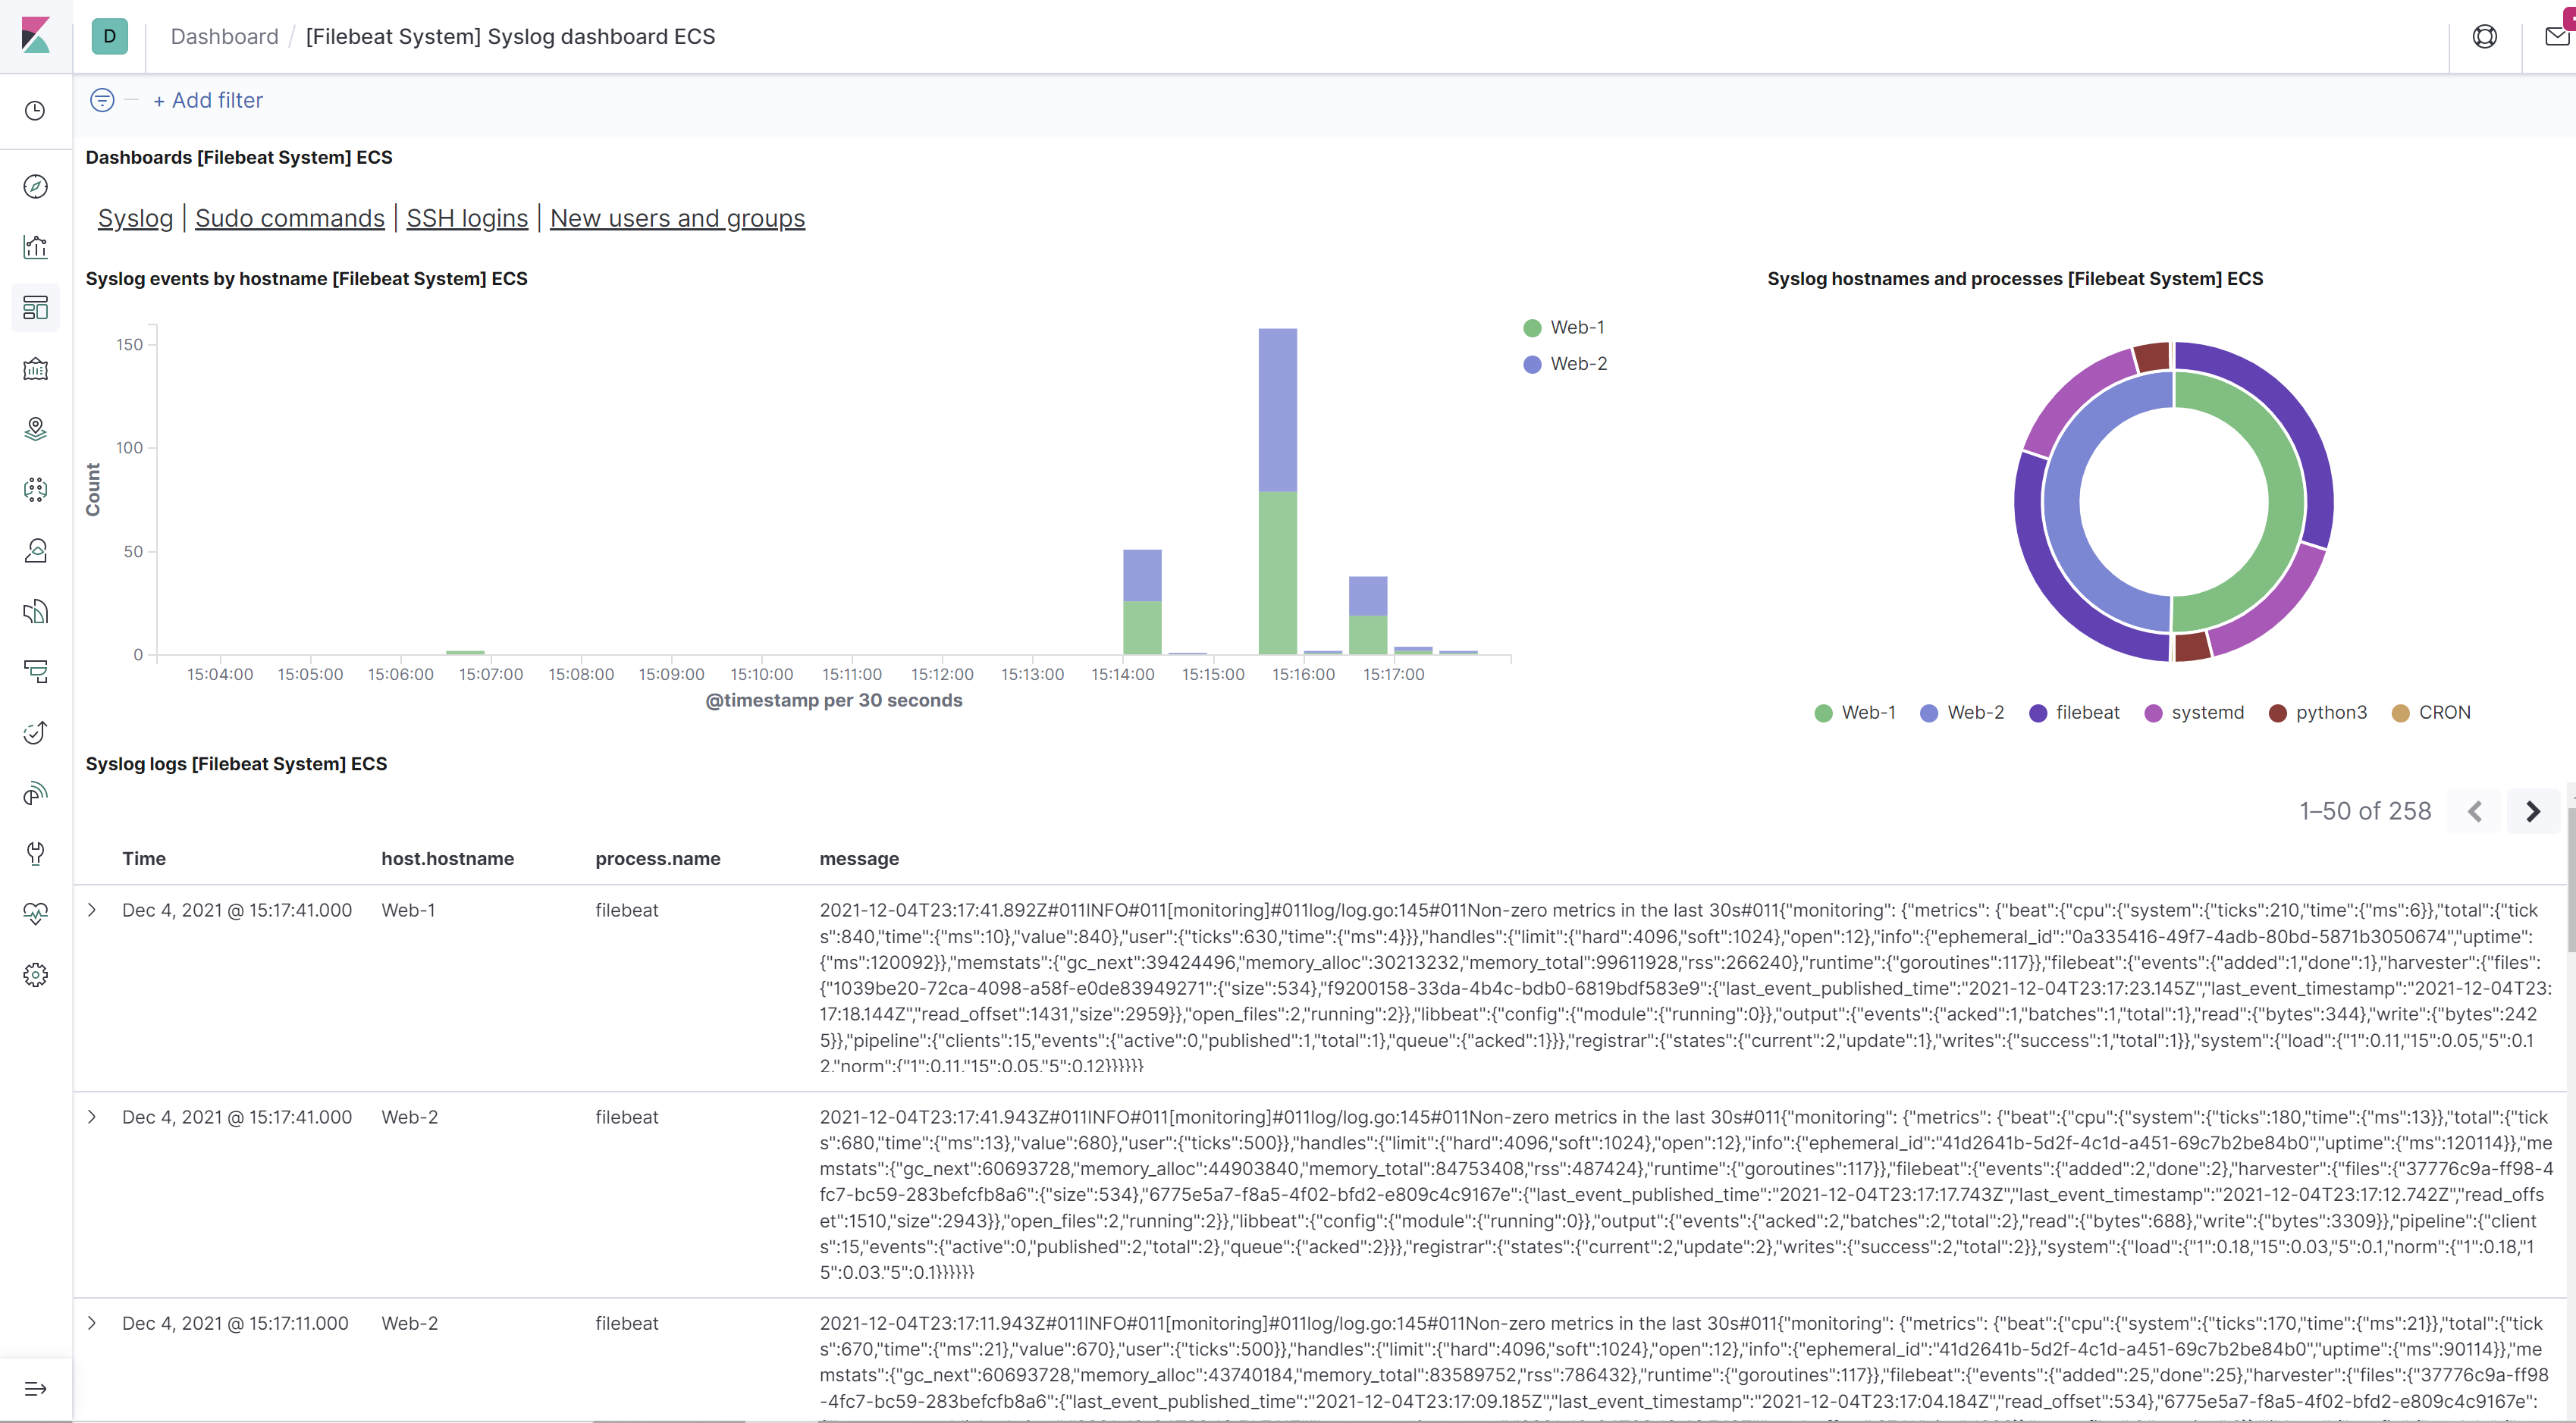 D Dashboard / [Filebeat System] Syslog dashboard ECS
+ Add filter
Dashboards [Filebeat System] ECS
Syslog | Sudo commands | SSH logins | New users and groups
Syslog events by hostname [Filebeat System] ECS
Count
150
100
50
0
15:04:00 15:05:00 15:06:00 15:07:00 15:08:00 15:09:00 15:10:00 15:11:00 15:12:00 15:13:00 15:14:00 15:15:00 15:16:00 15:17:00
@timestamp per 30 seconds
Web-1
Web-2
Syslog hostnames and processes [Filebeat System] ECS
Web-1 Web-2 filebeat systemd python3 CRON
Syslog logs [Filebeat System] ECS
1–50 of 258
Time host.hostname process.name message
Dec 4, 2021 @ 15:17:41.000 Web-1 filebeat 2021-12-04T23:17:41.892Z#011INFO#011[monitoring]#011log/log.go:145#011Non-zero metrics in the last 30s#011{"monitoring": {"metrics": {"beat":{"cpu":{"system":{"ticks":210,"time":{"ms":6}},"total":{"tick
s":840,"time":{"ms":10},"value":840},"user":{"ticks":630,"time":{"ms":4}}},"handles":{"limit":{"hard":4096,"soft":1024},"open":12},"info":{"ephemeral_id":"0a335416-49f7-4adb-80bd-5871b3050674","uptime":
{"ms":120092}},"memstats":{"gc_next":39424496,"memory_alloc":30213232,"memory_total":99611928,"rss":266240},"runtime":{"goroutines":117}},"filebeat":{"events":{"added":1,"done":1},"harvester":{"files":
{"1039be20-72ca-4098-a58f-e0de83949271":{"size":534},"f9200158-33da-4b4c-bdb0-6819bdf583e9":{"last_event_published_time":"2021-12-04T23:17:23.145Z","last_event_timestamp":"2021-12-04T23:
17:18.144Z","read_offset":1431,"size":2959}},"open_files":2,"running":2}},"libbeat":{"config":{"module":{"running":0}},"output":{"events":{"acked":1,"batches":1,"total":1},"read":{"bytes":344},"write":{"bytes":242
5}},"pipeline":{"clients":15,"events":{"active":0,"published":1,"total":1},"queue":{"acked":1}}},"registrar":{"states":{"current":2,"update":1},"writes":{"success":1,"total":1}},"system":{"load":{"1":0.11,"15":0.05,"5":0.1
2,"norm":{"1":0.11,"15":0.05,"5":0.12}}}}}}
Dec 4, 2021 @ 15:17:41.000 Web-2 filebeat 2021-12-04T23:17:41.943Z#011INFO#011[monitoring]#011log/log.go:145#011Non-zero metrics in the last 30s#011{"monitoring": {"metrics": {"beat":{"cpu":{"system":{"ticks":180,"time":{"ms":13}},"total":{"tick
s":680,"time":{"ms":13},"value":680},"user":{"ticks":500}},"handles":{"limit":{"hard":4096,"soft":1024},"open":12},"info":{"ephemeral_id":"41d2641b-5d2f-4c1d-a451-69c7b2be84b0","uptime":{"ms":120114}},"me
mstats":{"gc_next":60693728,"memory_alloc":44903840,"memory_total":84753408,"rss":487424},"runtime":{"goroutines":117}},"filebeat":{"events":{"added":2,"done":2},"harvester":{"files":{"37776c9a-ff98-4
fc7-bc59-283befcfb8a6":{"size":534},"6775e5a7-f8a5-4f02-bfd2-e809c4c9167e":{"last_event_published_time":"2021-12-04T23:17:17.743Z","last_event_timestamp":"2021-12-04T23:17:12.742Z","read_offs
et":1510,"size":2943}},"open_files":2,"running":2}},"libbeat":{"config":{"module":{"running":0}},"output":{"events":{"acked":2,"batches":2,"total":2},"read":{"bytes":688},"write":{"bytes":3309}},"pipeline":{"client
s":15,"events":{"active":0,"published":2,"total":2},"queue":{"acked":2}}},"registrar":{"states":{"current":2,"update":2},"writes":{"success":2,"total":2}},"system":{"load":{"1":0.18,"15":0.03,"5":0.1,"norm":{"1":0.18,"1
5":0.03,"5":0.1}}}}}}
Dec 4, 2021 @ 15:17:11.000 Web-2 filebeat 2021-12-04T23:17:11.943Z#011INFO#011[monitoring]#011log/log.go:145#011Non-zero metrics in the last 30s#011{"monitoring": {"metrics": {"beat":{"cpu":{"system":{"ticks":170,"time":{"ms":21}},"total":{"tick
s":670,"time":{"ms":21},"value":670},"user":{"ticks":500}},"handles":{"limit":{"hard":4096,"soft":1024},"open":12},"info":{"ephemeral_id":"41d2641b-5d2f-4c1d-a451-69c7b2be84b0","uptime":{"ms":90114}},"me
mstats":{"gc_next":60693728,"memory_alloc":43740184,"memory_total":83589752,"rss":786432},"runtime":{"goroutines":117}},"filebeat":{"events":{"added":25,"done":25},"harvester":{"files":{"37776c9a-ff98
-4fc7-bc59-283befcfb8a6":{"last_event_published_time":"2021-12-04T23:17:09.185Z","last_event_timestamp":"2021-12-04T23:17:04.184Z","read_offset":534},"6775e5a7-f8a5-4f02-bfd2-e809c4c9167e":